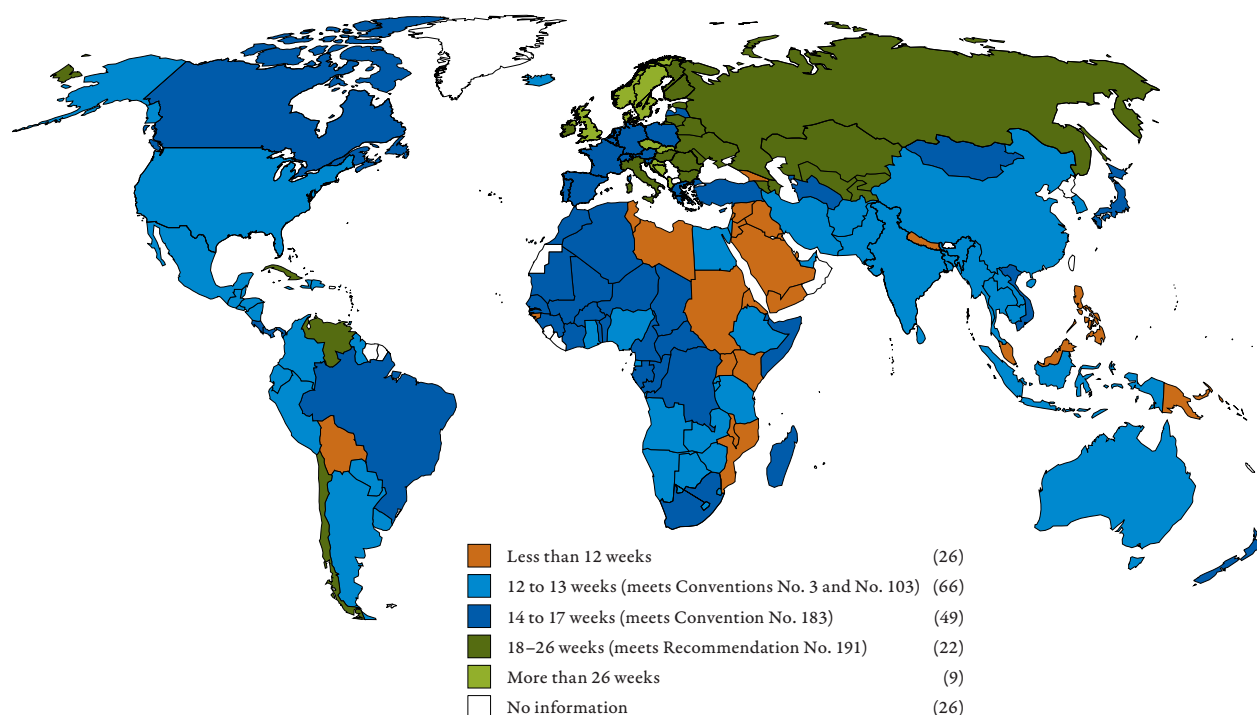 Less than 12 weeks (26)
12 to 13 weeks (meets Conventions No. 3 and No. 103) (66)
14 to 17 weeks (meets Convention No. 183) (49)
18–26 weeks (meets Recommendation No. 191) (22)
More than 26 weeks (9)
No information (26)